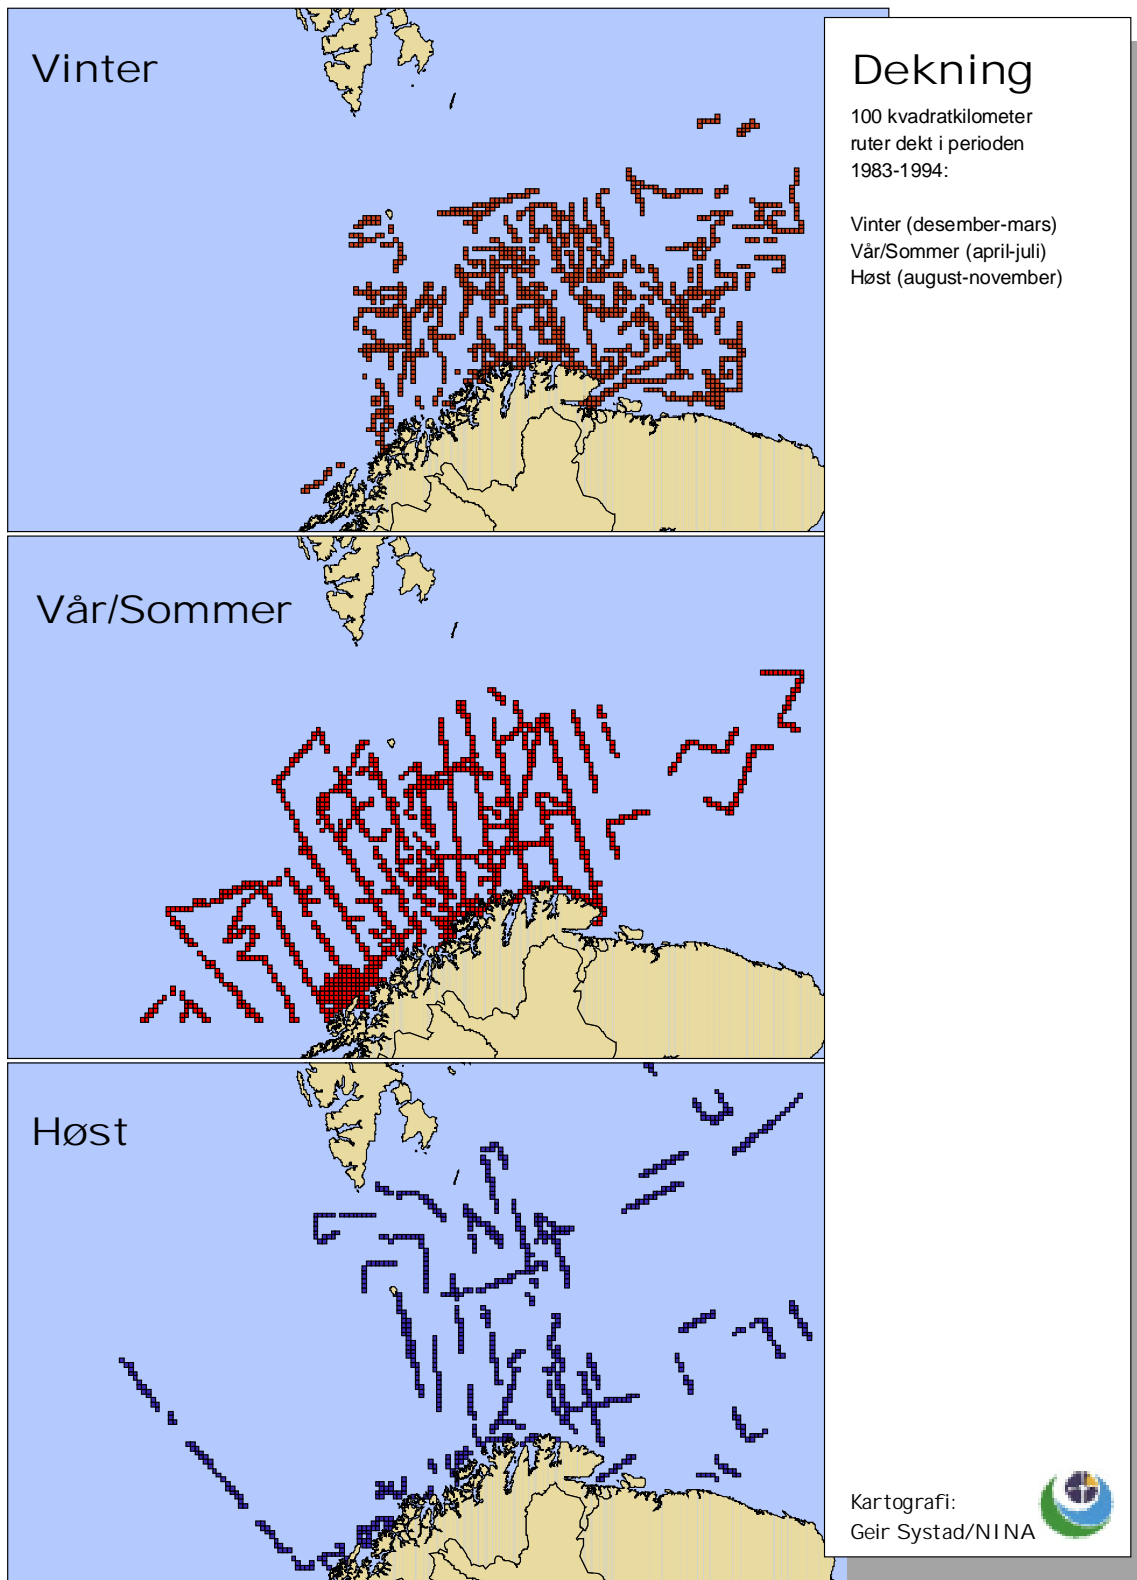 Vinter
Dekning
100 kvadratkilometer
ruter dekt i perioden
1983-1994:
Vinter (desember-mars)
Vår/Sommer (april-juli)
Høst (august-november)
Vår/Sommer
Høst
Kartografi:
Geir Systad/NINA